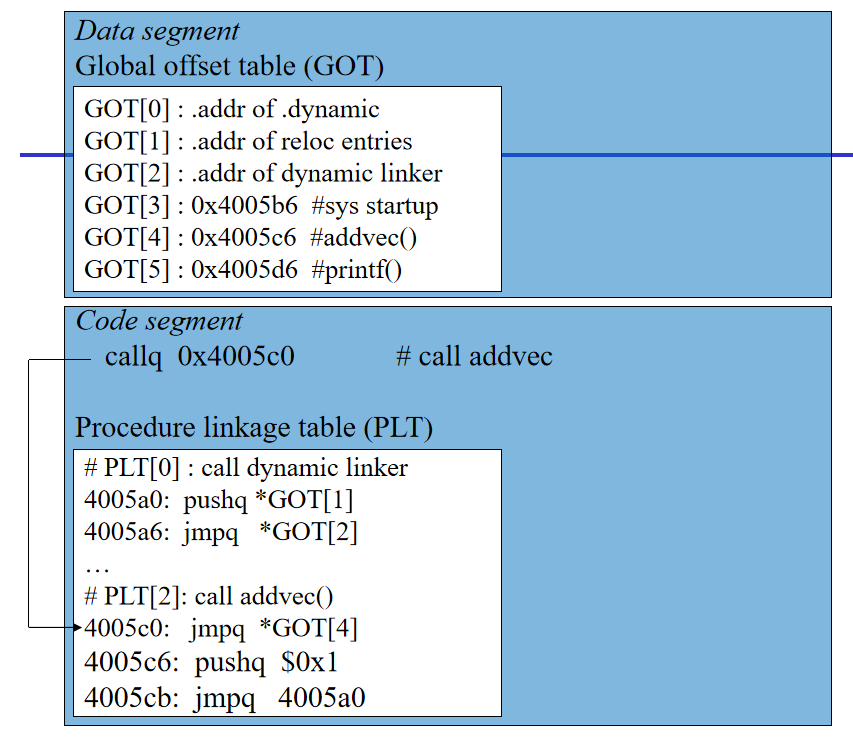 Data segment
Global offset table (GOT)
GOT[0] : .addr of .dynamic
GOT[1] : .addr of reloc entries
GOT[2] : .addr of dynamic linker
GOT[3] : 0x4005b6 #sys startup
GOT[4] : 0x4005c6 #addvec()
GOT[5] : 0x4005d6 #printf()
Code segment
callq 0x4005c0 # call addvec
Procedure linkage table (PLT)
# PLT[0] : call dynamic linker
4005a0: pushq *GOT[1]
4005a6: jmpq *GOT[2]
…
# PLT[2]: call addvec()
4005c0: jmpq *GOT[4]
4005c6: pushq $0x1
4005cb: jmpq 4005a0